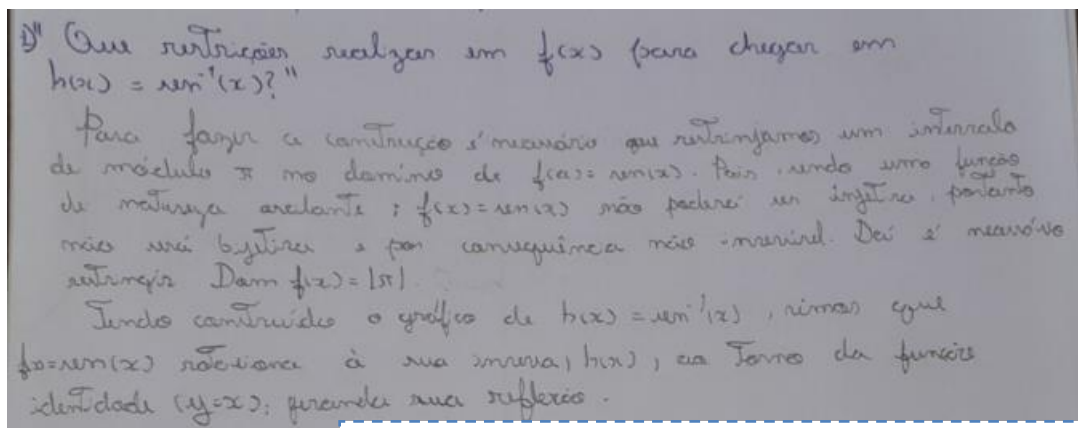 1) "Que restrições realizar em f(x) para chegar em
h(x) = sen⁻¹(x)?"
Para fazer a construção é necessário que restrinjamos um intervalo
de módulo π no domínio de f(x) = sen(x). Pois, sendo uma função
de natureza oscilante; f(x) = sen(x) não poderá ser injetiva, portanto
não será bijetiva e por consequência não inversível. Daí é necessário
restringir Dom f(x) = |π|.
Tendo construído o gráfico de h(x) = sen⁻¹(x), vimos que
f(x)=sen(x) rotaciona à sua inversa, h(x), ao torno da função
identidade (y=x); gerando sua reflexão.